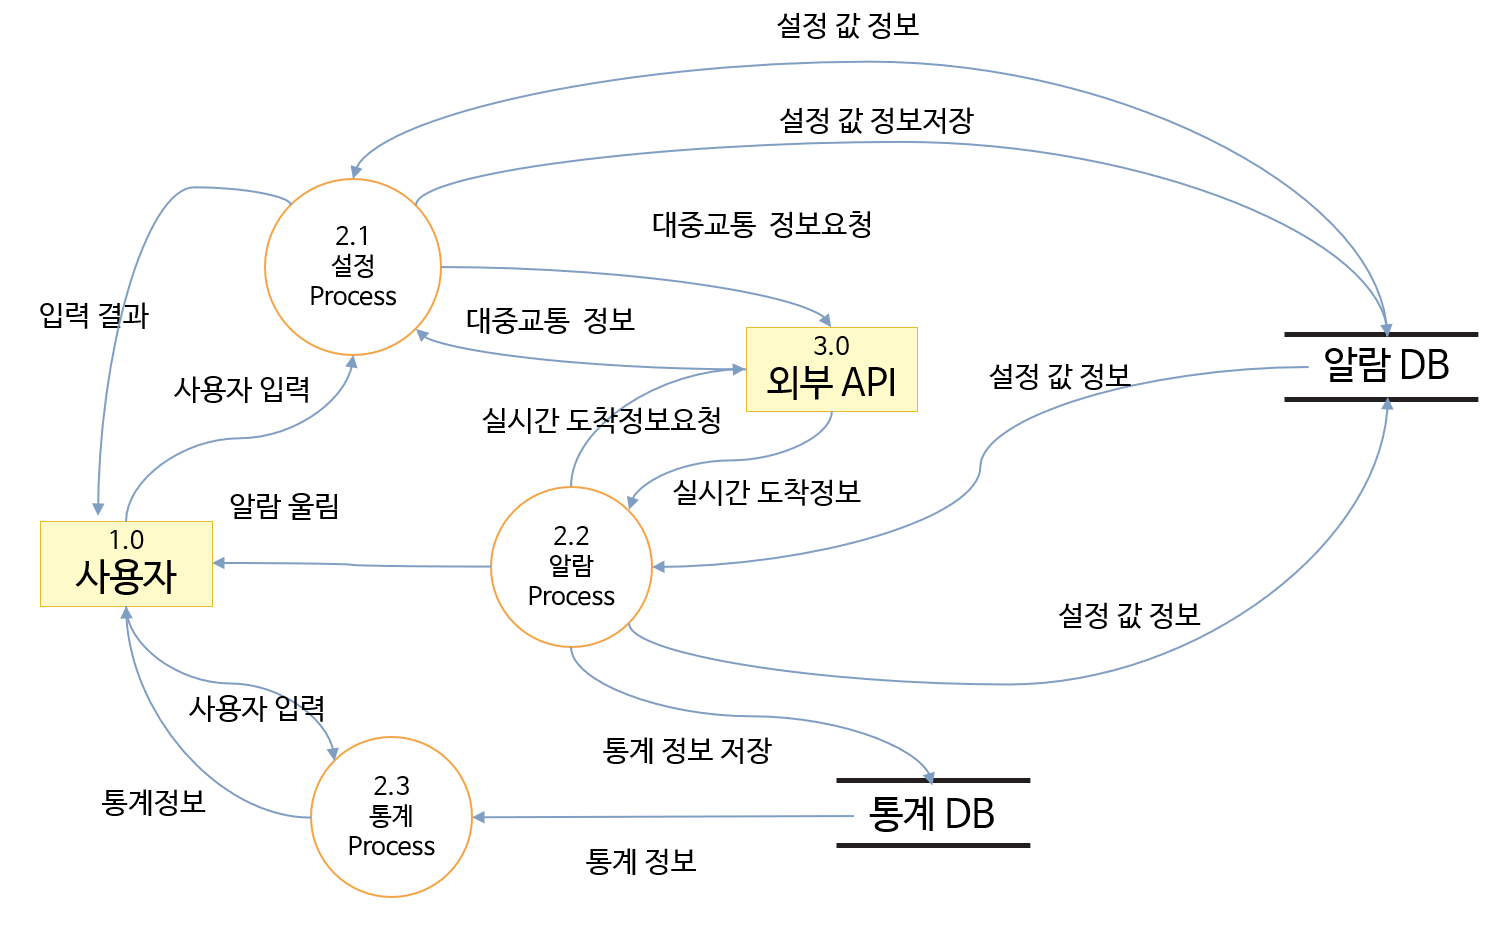 설정 값 정보
설정 값 정보저장
대중교통 정보요청
2.1
설정
Process
입력 결과
대중교통 정보
3.0
외부 API
알람 DB
설정 값 정보
사용자 입력
실시간 도착정보요청
실시간 도착정보
알람 울림
1.0
사용자
2.2
알람
Process
설정 값 정보
사용자 입력
통계 정보 저장
통계정보
2.3
통계
Process
통계 DB
통계 정보